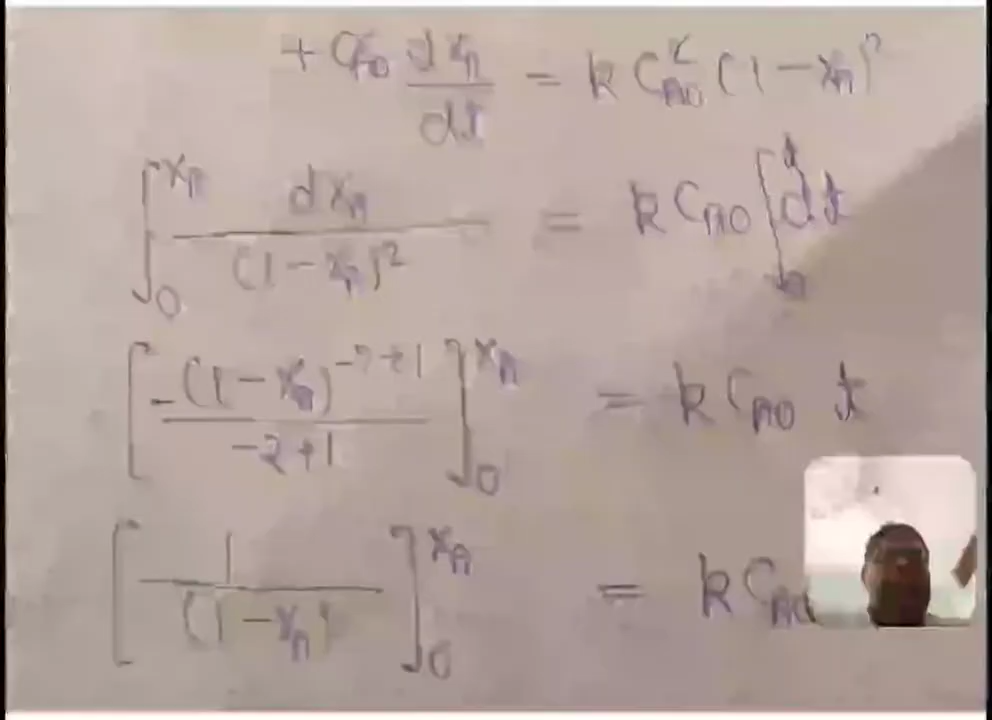 + C_A0 dx_A/dt = k C_A0^2 (1 - x_A)^2
∫_0^{x_A} dx_A/(1 - x_A)^2 = k C_A0 ∫_0^t dt
[-(1 - x_A)^{-2+1}/(-2+1)]_0^{x_A} = k C_A0 t
[1/(1 - x_A)]_0^{x_A} = k C_A0